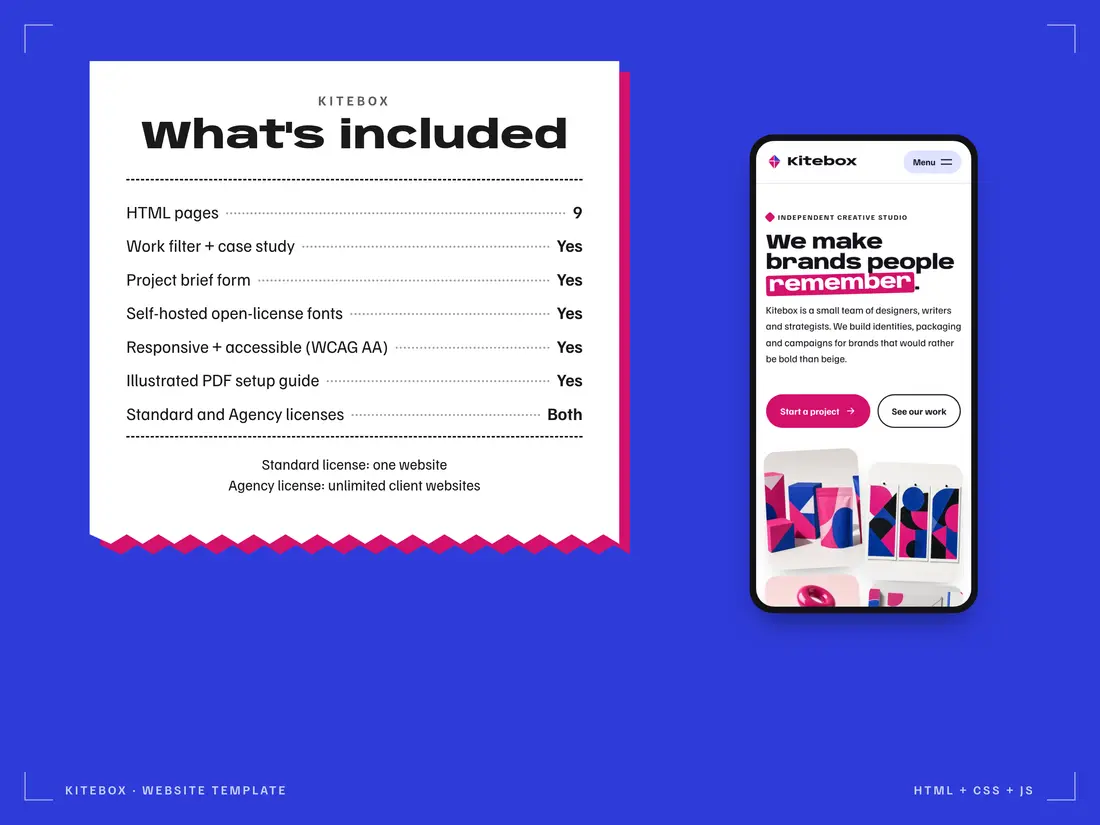 KITEBOX
What's included
HTML pages 9
Work filter + case study Yes
Project brief form Yes
Self-hosted open-license fonts Yes
Responsive + accessible (WCAG AA) Yes
Illustrated PDF setup guide Yes
Standard and Agency licenses Both
Standard license: one website
Agency license: unlimited client websites
Kitebox
Menu
INDEPENDENT CREATIVE STUDIO
We make
brands people
remember.
Kitebox is a small team of designers, writers
and strategists. We build identities, packaging
and campaigns for brands that would rather
be bold than beige.
Start a project →
See our work
KITEBOX · WEBSITE TEMPLATE
HTML + CSS + JS